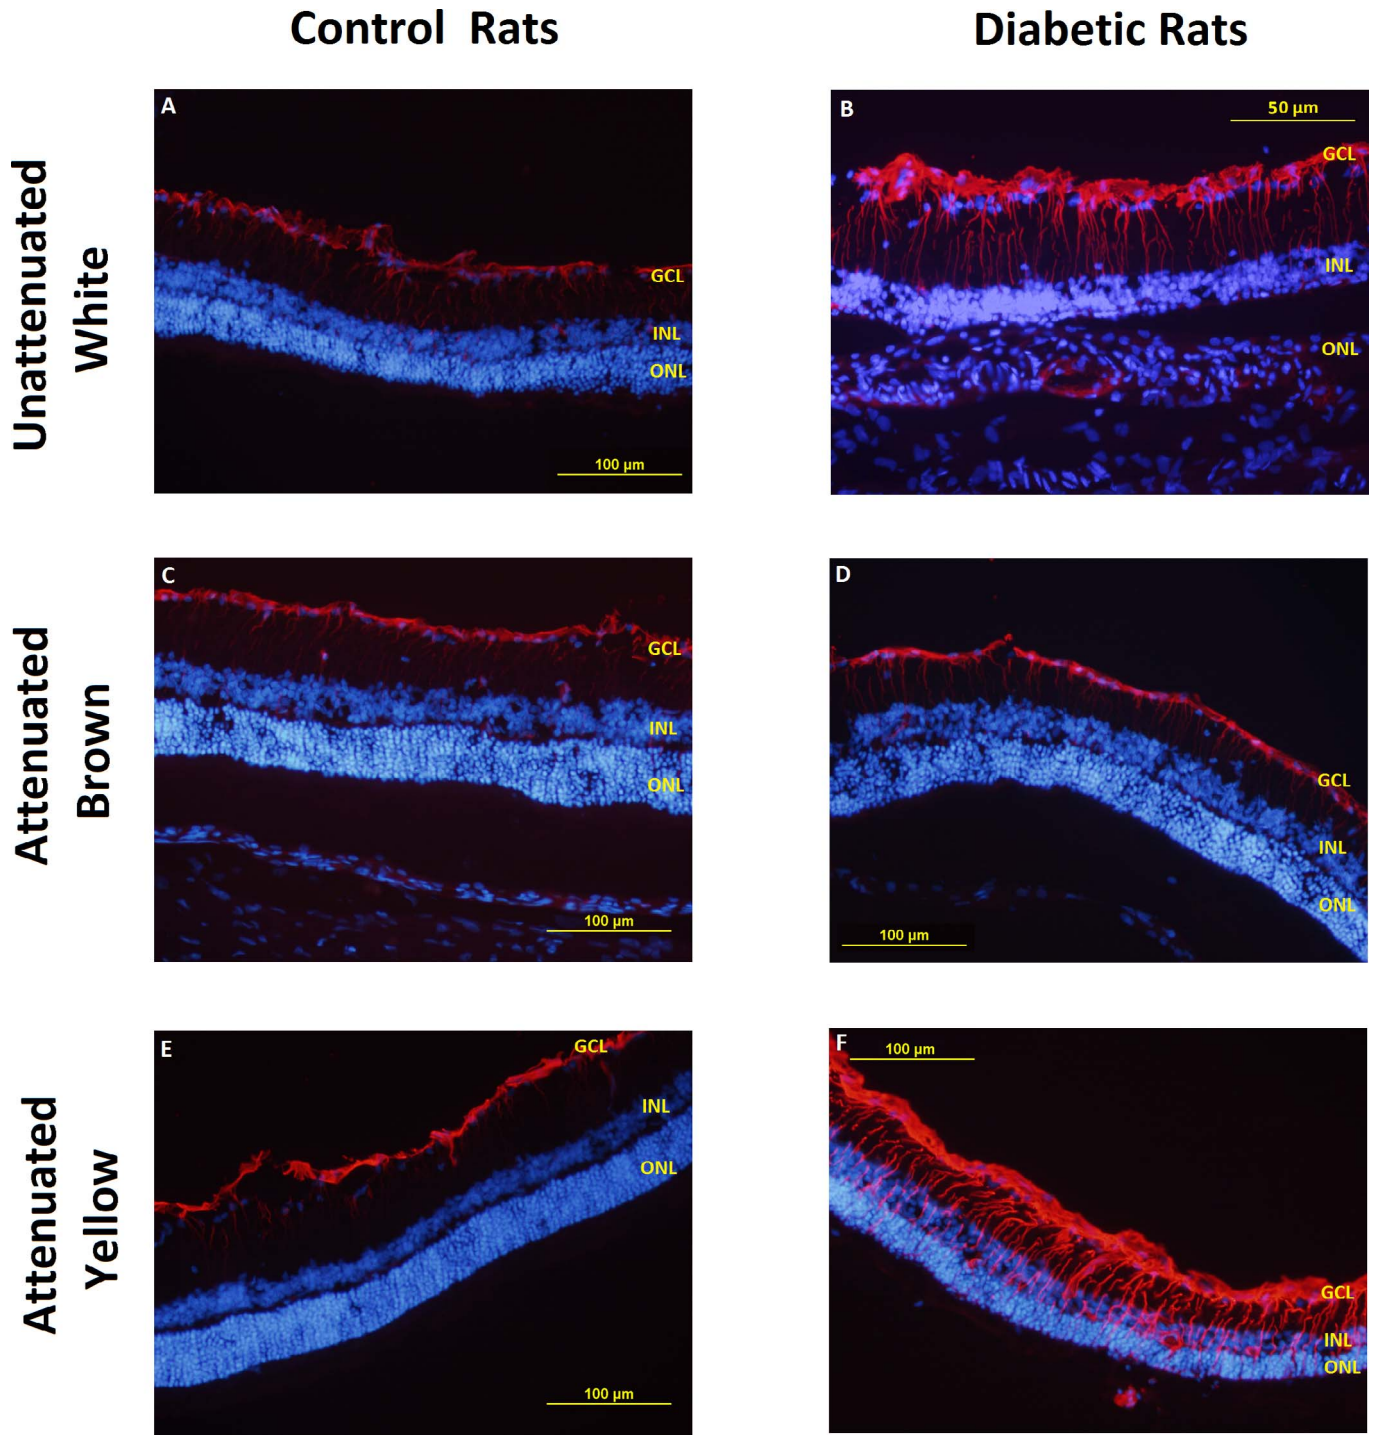 Control Rats
Diabetic Rats
Unattenuated
White
A
GCL
INL
ONL
100 µm
B
50 µm
GCL
INL
ONL
Attenuated
Brown
C
GCL
INL
ONL
100 µm
D
GCL
INL
ONL
100 µm
Attenuated
Yellow
E
GCL
INL
ONL
100 µm
F
100 µm
GCL
INL
ONL